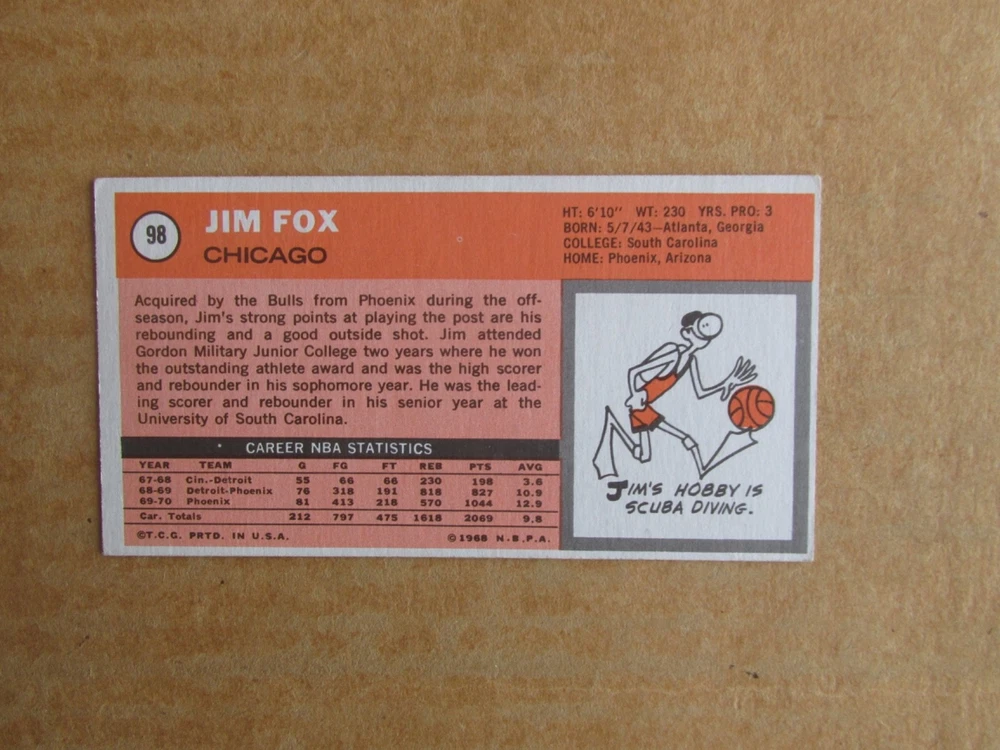 98
JIM FOX
CHICAGO
HT: 6'10" WT: 230 YRS. PRO: 3
BORN: 5/7/43—Atlanta, Georgia
COLLEGE: South Carolina
HOME: Phoenix, Arizona
Acquired by the Bulls from Phoenix during the off-
season, Jim's strong points at playing the post are his
rebounding and a good outside shot. Jim attended
Gordon Military Junior College two years where he won
the outstanding athlete award and was the high scorer
and rebounder in his sophomore year. He was the lead-
ing scorer and rebounder in his senior year at the
University of South Carolina.
CAREER NBA STATISTICS
YEAR TEAM G FG FT REB PTS AVG
67-68 Cin.-Detroit 55 66 66 230 198 3.6
68-69 Detroit-Phoenix 76 318 191 818 827 10.9
69-70 Phoenix 81 413 218 570 1044 12.9
Car. Totals 212 797 475 1618 2069 9.8
©T.C.G. PRTD. IN U.S.A. ©1968 N.B.P.A.
JIM'S HOBBY IS
SCUBA DIVING.